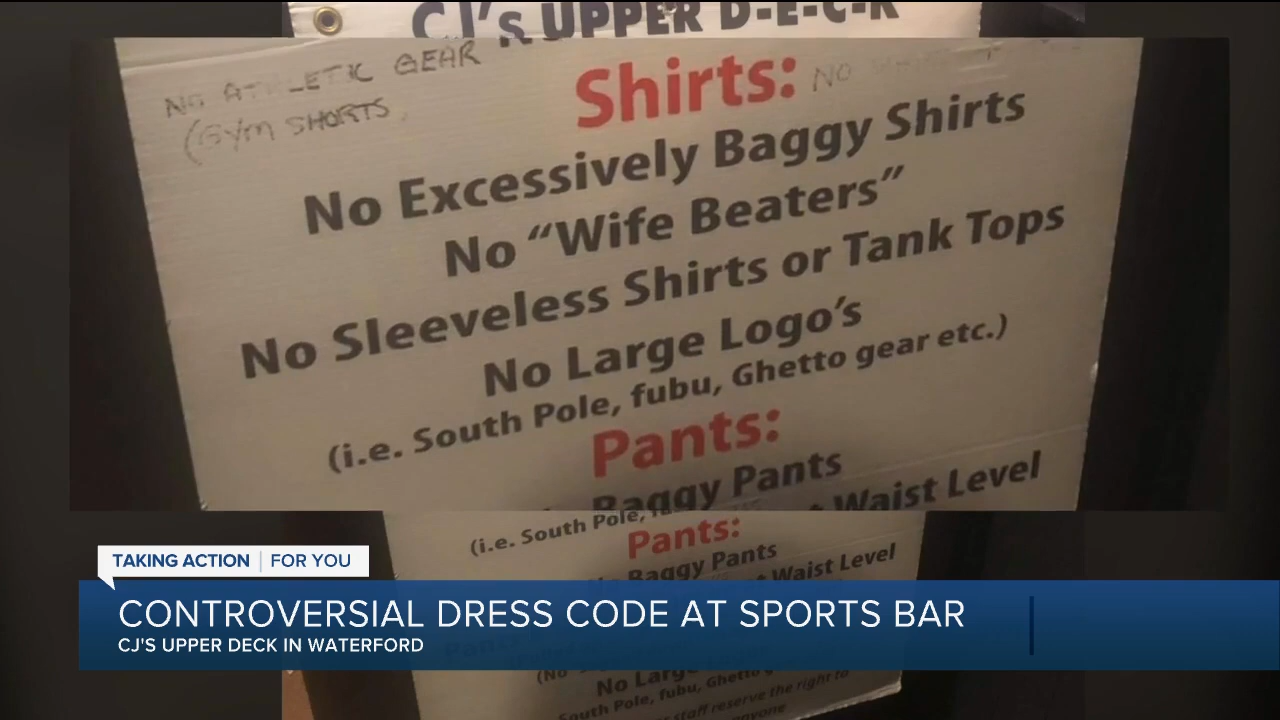 CJ's UPPER D-E-C-K
NO ATHLETIC GEAR
(GYM SHORTS
Shirts:
NO
No Excessively Baggy Shirts
No “Wife Beaters”
No Sleeveless Shirts or Tank Tops
No Large Logo’s
(i.e. South Pole, fubu, Ghetto gear etc.)
Pants:
Baggy Pants
Waist Level
(i.e. South Pole,
Pants:
Baggy Pants
Waist Level
TAKING ACTION | FOR YOU
CONTROVERSIAL DRESS CODE AT SPORTS BAR
CJ'S UPPER DECK IN WATERFORD
Pants
(No
No Large
South Pole, fubu, Ghetto
staff reserve the right to
anyone